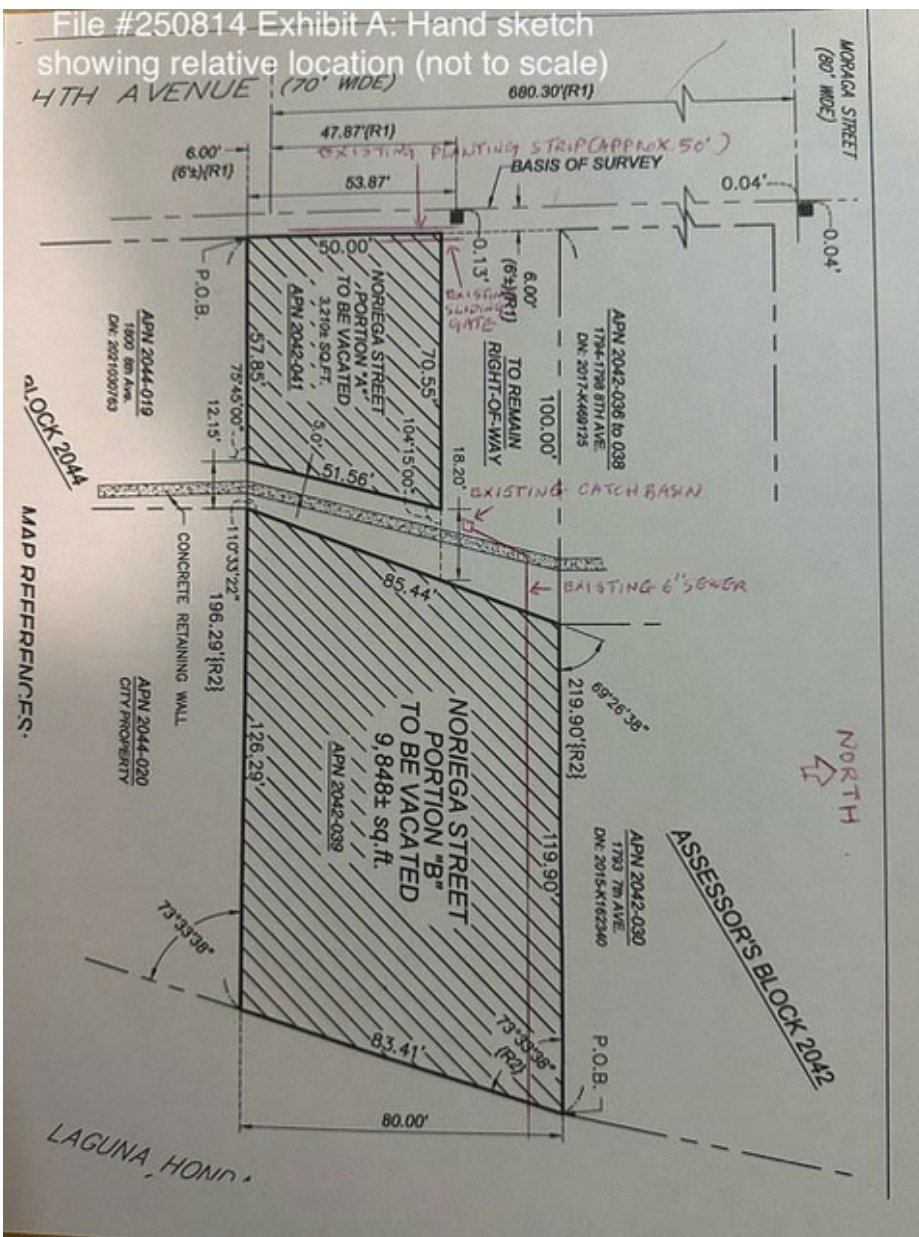 File #250814 Exhibit A: Hand sketch
showing relative location (not to scale)
4TH AVENUE (70' WIDE)
680.30'{R1}
MORAGA STREET
(80' WIDE)
47.87'{R1}
6.00'
(6'±){R1}
EXISTING PLANTING STRIP (APPROX. 50')
BASIS OF SURVEY
53.87'
0.04'
0.04'
0.13'
6.00'
(6'±){R1}
P.O.B.
50.00'
NORIEGA STREET
PORTION "A"
TO BE VACATED
3,210± SQ.FT.
APN 2042-041
57.85'
70.55'
EXISTING
SLIDING
GATE
TO REMAIN
RIGHT-OF-WAY
100.00'
APN 2042-036 to 038
1794-1798 8TH AVE.
DN: 2017-K469125
APN 2044-019
1800 8th Ave.
DN: 2021030763
BLOCK 2044
75°45'00"
12.15'
5.0'
51.56'
104°15'00"
18.20'
EXISTING CATCH BASIN
EXISTING 6" SEWER
CONCRETE RETAINING WALL
110°33'22"
196.29'{R2}
85.44'
69°26'38"
219.90'{R2}
MAP REFERENCES:
APN 2044-020
CITY PROPERTY
126.29'
NORIEGA STREET
PORTION "B"
TO BE VACATED
9,848± sq.ft.
APN 2042-039
119.90'
NORTH
APN 2042-030
1793 7th AVE.
DN: 2015-K162340
ASSESSOR'S BLOCK 2042
73°33'38"
73°33'38"
(R2)
83.41'
P.O.B.
80.00'
LAGUNA HONDA